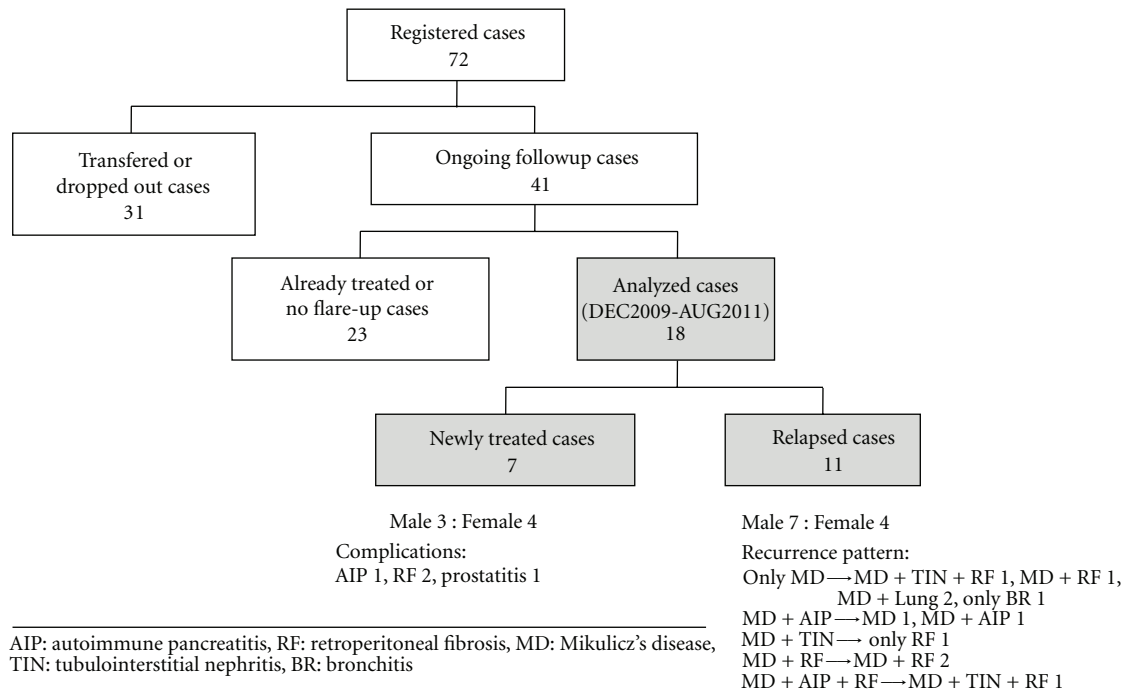 Registered cases
72
Transfered or
dropped out cases
31
Ongoing followup cases
41
Already treated or
no flare-up cases
23
Analyzed cases
(DEC2009-AUG2011)
18
Newly treated cases
7
Relapsed cases
11
Male 3 : Female 4
Complications:
AIP 1, RF 2, prostatitis 1
Male 7 : Female 4
Recurrence pattern:
Only MD→MD + TIN + RF 1, MD + RF 1,
MD + Lung 2, only BR 1
MD + AIP→MD 1, MD + AIP 1
MD + TIN→ only RF 1
MD + RF→MD + RF 2
MD + AIP + RF→MD + TIN + RF 1
AIP: autoimmune pancreatitis, RF: retroperitoneal fibrosis, MD: Mikulicz's disease,
TIN: tubulointerstitial nephritis, BR: bronchitis